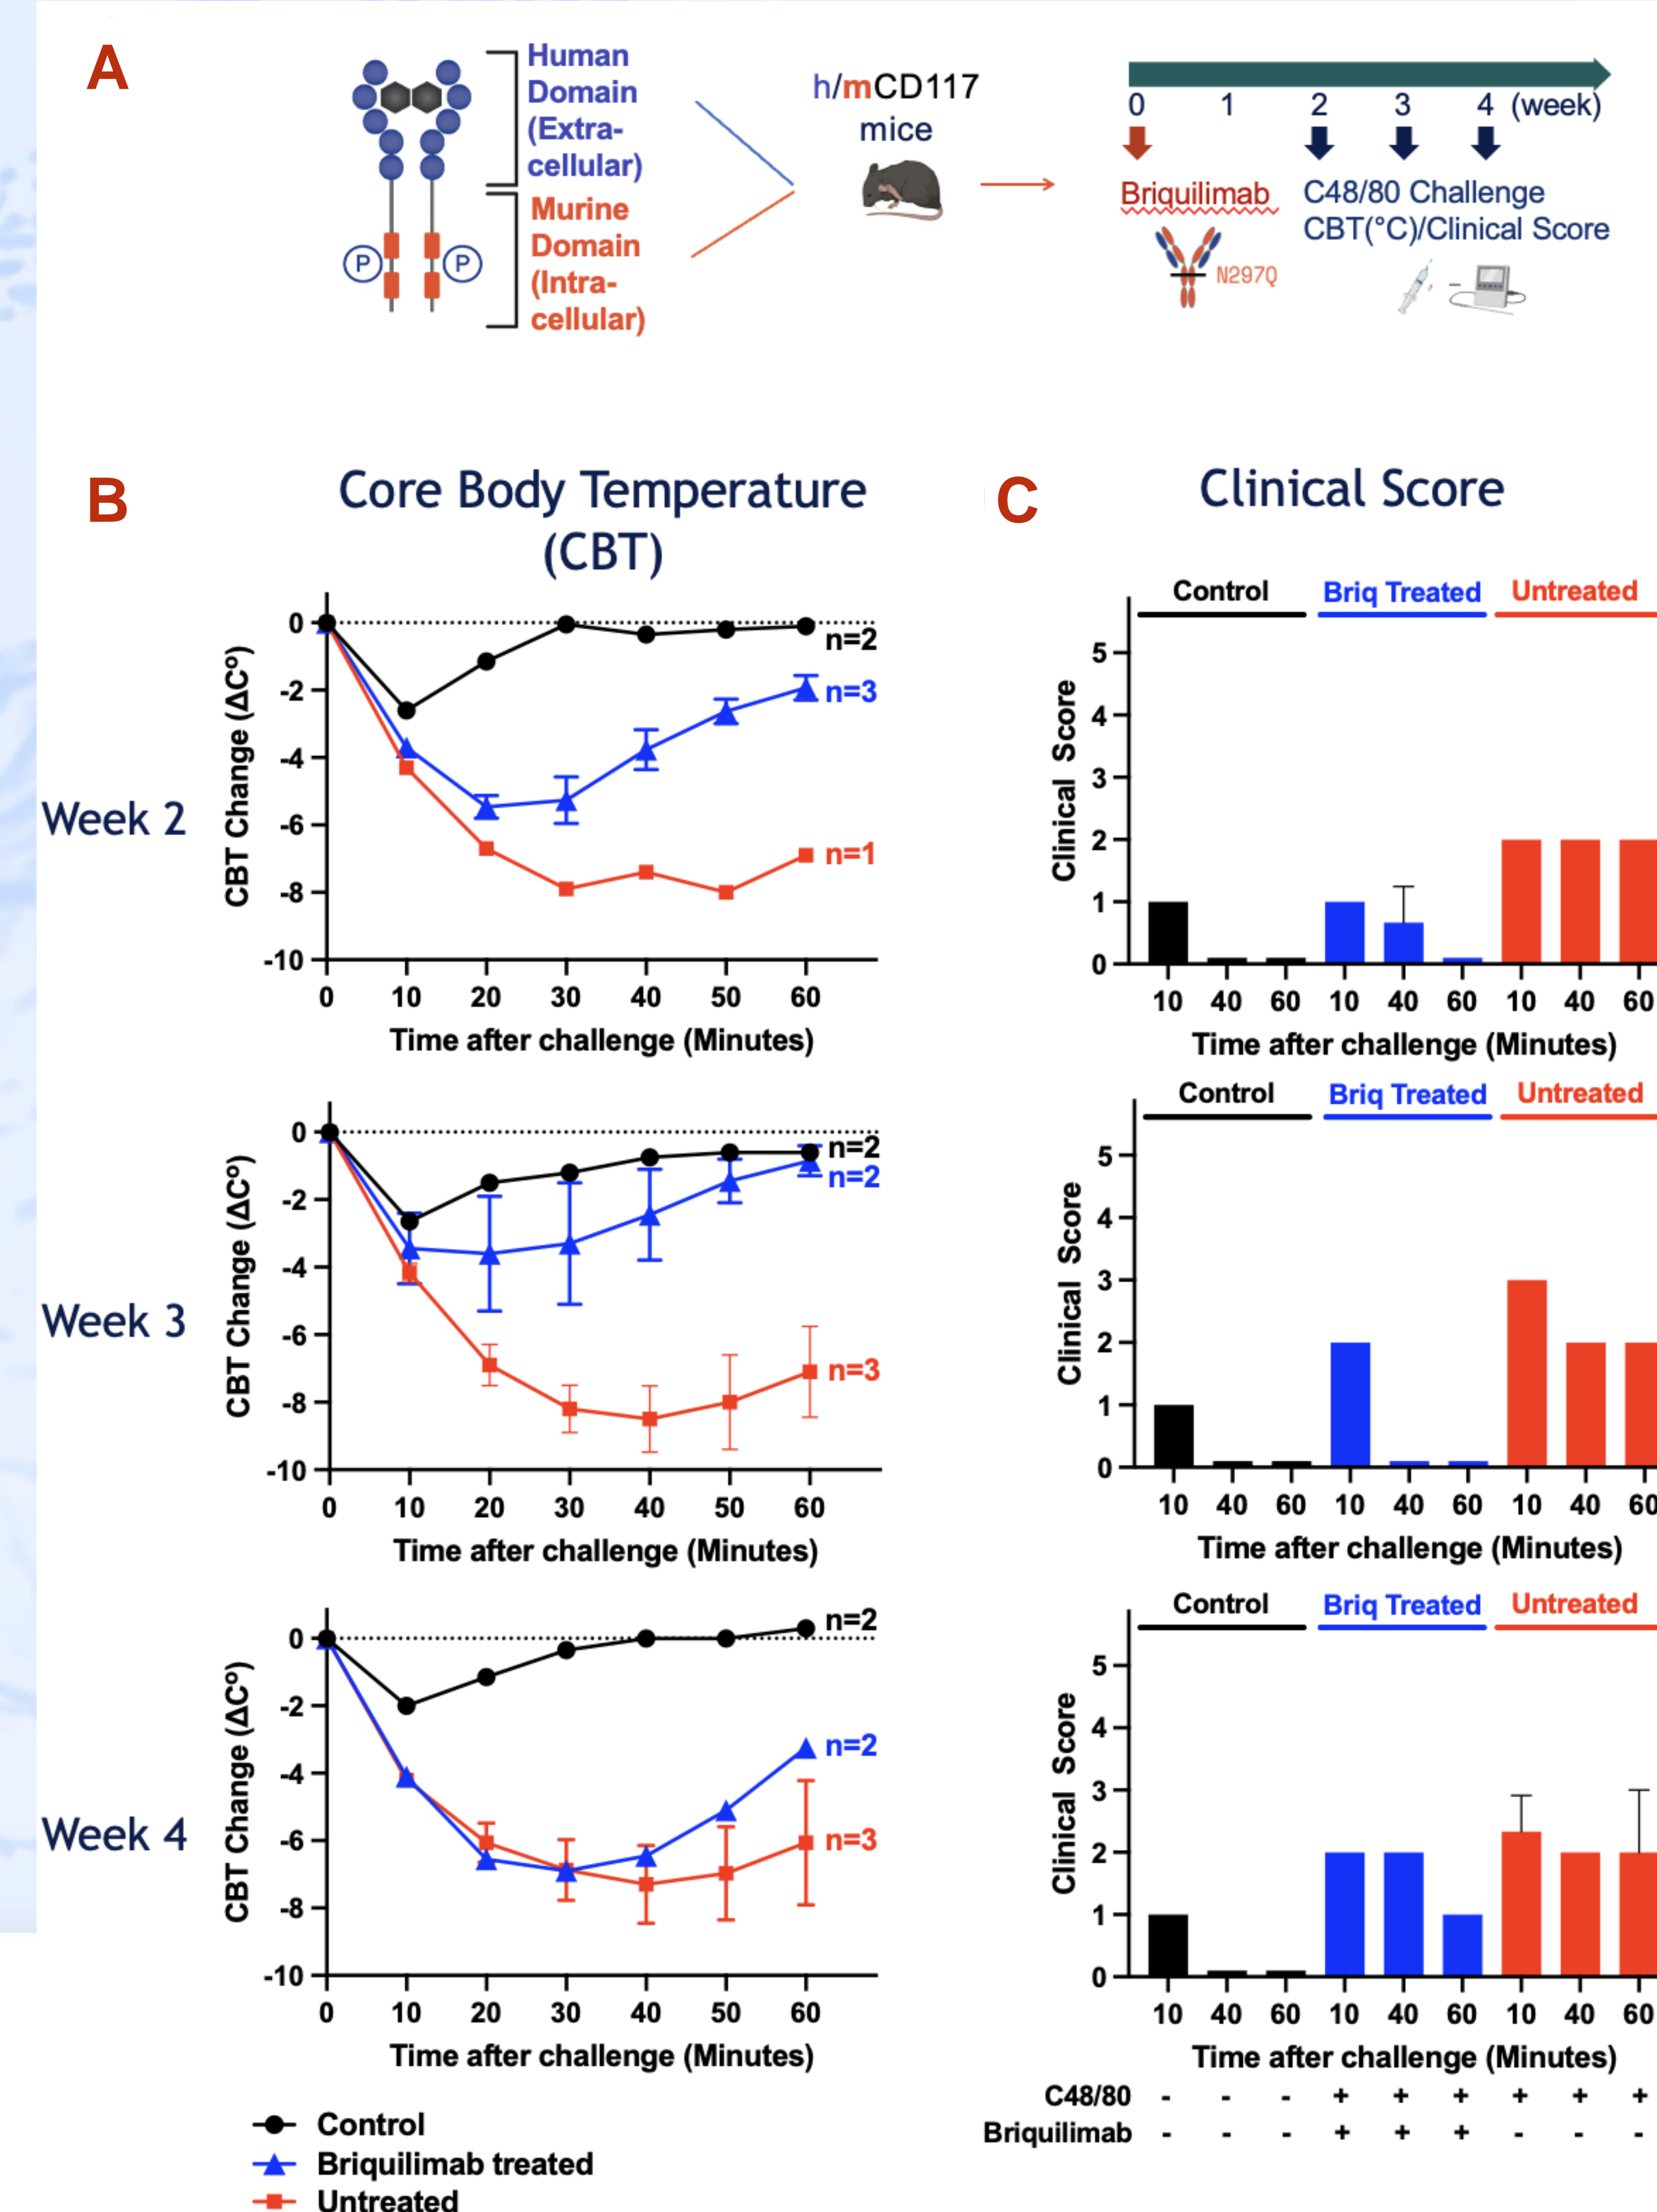 A
Human
Domain
(Extra-
cellular)
Murine
Domain
(Intra-
cellular)
P
P
h/mCD117
mice
0 1 2 3 4 (week)
Briquilimab
N297Q
C48/80 Challenge
CBT(°C)/Clinical Score
B
Core Body Temperature
(CBT)
C
Clinical Score
Week 2
CBT Change (ΔCº)
0
-2
-4
-6
-8
-10
n=2
n=3
n=1
0 10 20 30 40 50 60
Time after challenge (Minutes)
Control Briq Treated Untreated
Clinical Score
5
4
3
2
1
0
10 40 60 10 40 60 10 40 60
Time after challenge (Minutes)
Week 3
CBT Change (ΔCº)
0
-2
-4
-6
-8
-10
n=2
n=2
n=3
0 10 20 30 40 50 60
Time after challenge (Minutes)
Control Briq Treated Untreated
Clinical Score
5
4
3
2
1
0
10 40 60 10 40 60 10 40 60
Time after challenge (Minutes)
Week 4
CBT Change (ΔCº)
0
-2
-4
-6
-8
-10
n=2
n=2
n=3
0 10 20 30 40 50 60
Time after challenge (Minutes)
Control Briq Treated Untreated
Clinical Score
5
4
3
2
1
0
10 40 60 10 40 60 10 40 60
Time after challenge (Minutes)
C48/80 - - - + + + + + +
Briquilimab - - - + + + - - -
Control
Briquilimab treated
Untreated